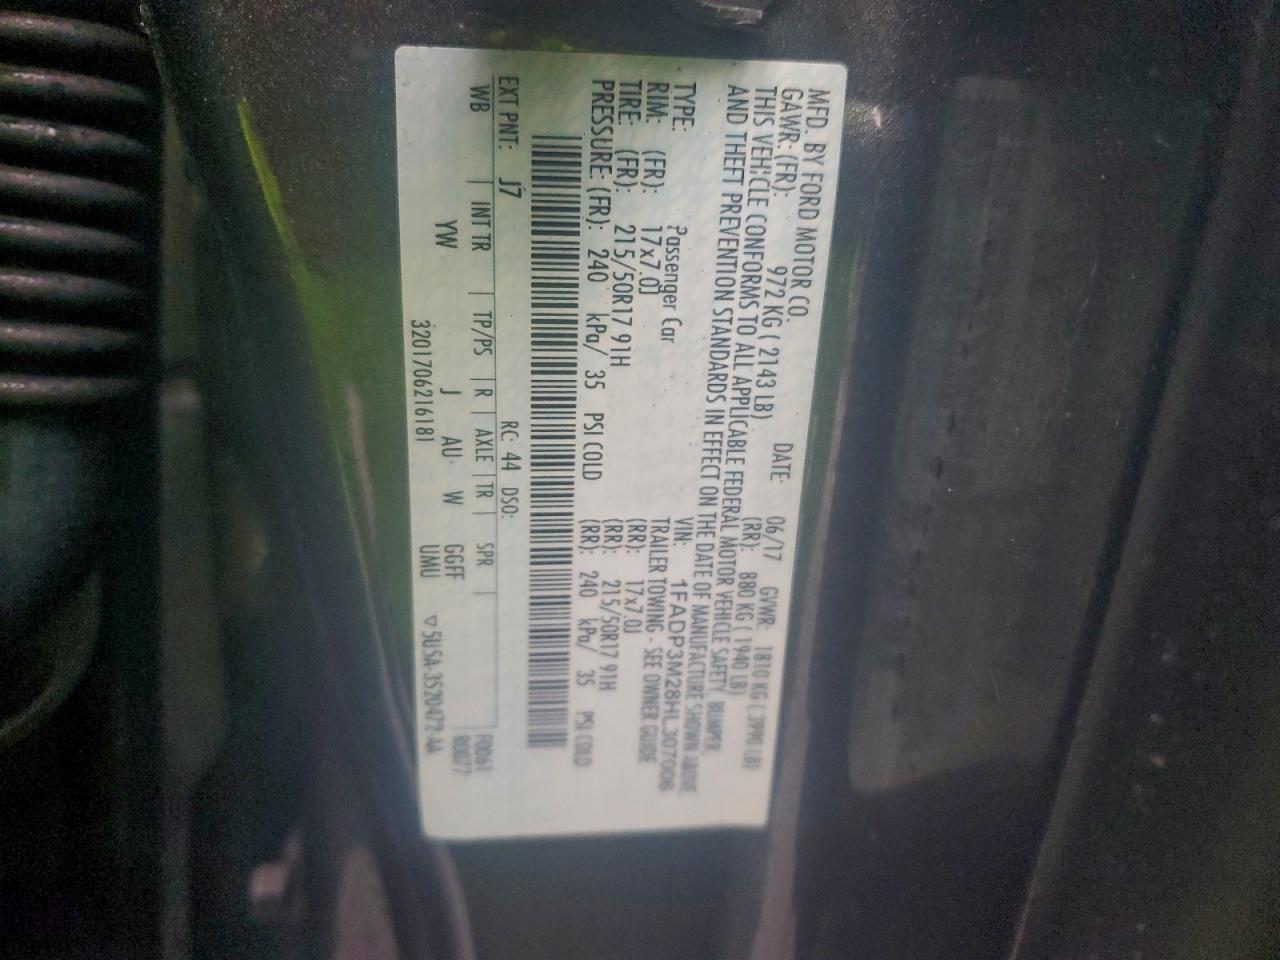 MFD. BY FORD MOTOR CO.
DATE: 06/17 GVWR: 1810 KG ( 3990 LB)
GAWR: (FR): 972 KG ( 2143 LB) (RR): 880 KG ( 1940 LB)
THIS VEHICLE CONFORMS TO ALL APPLICABLE FEDERAL MOTOR VEHICLE SAFETY, BUMPER,
AND THEFT PREVENTION STANDARDS IN EFFECT ON THE DATE OF MANUFACTURE SHOWN ABOVE.
VIN: 1FADP3M28HL307006
TYPE: Passenger Car TRAILER TOWING - SEE OWNER GUIDE
RIM: (FR): 17x7.0J (RR): 17x7.0J
TIRE: (FR): 215/50R17 91H (RR): 215/50R17 91H
PRESSURE: (FR): 240 kPa/ 35 PSI COLD (RR): 240 kPa/ 35 PSI COLD
EXT PNT: J7 RC: 44 DSO: F0061
WB | INT TR | TP/PS | R | AXLE | TR | SPR | R0077
YW J AU W GGFF
3201706216181 UMU ▽5U5A-3520472-AA